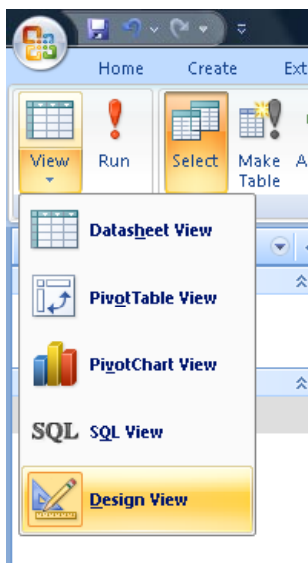 Home Create Ext
View Run Select Make A
Table
Datasheet View
PivotTable View
PivotChart View
SQL SQL View
Design View